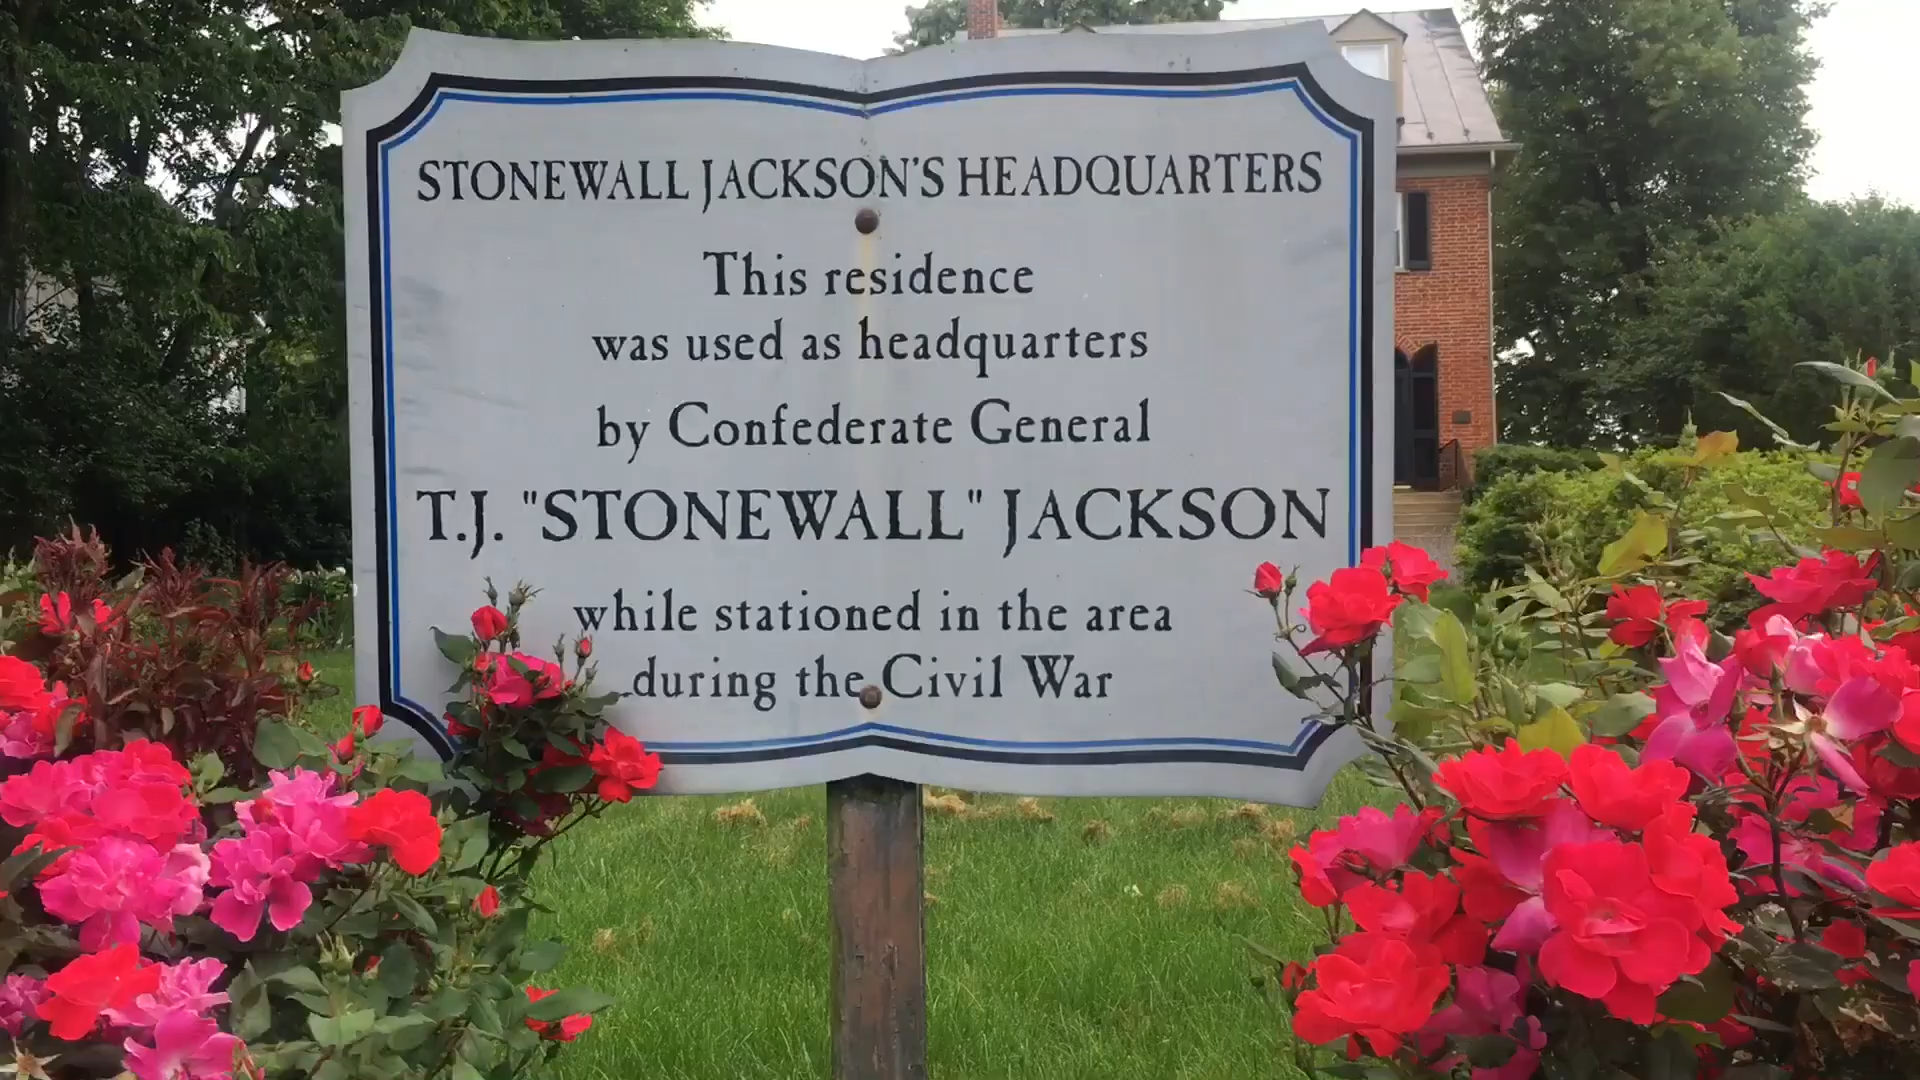 STONEWALL JACKSON'S HEADQUARTERS
This residence
was used as headquarters
by Confederate General
T.J. "STONEWALL" JACKSON
while stationed in the area
during the Civil War